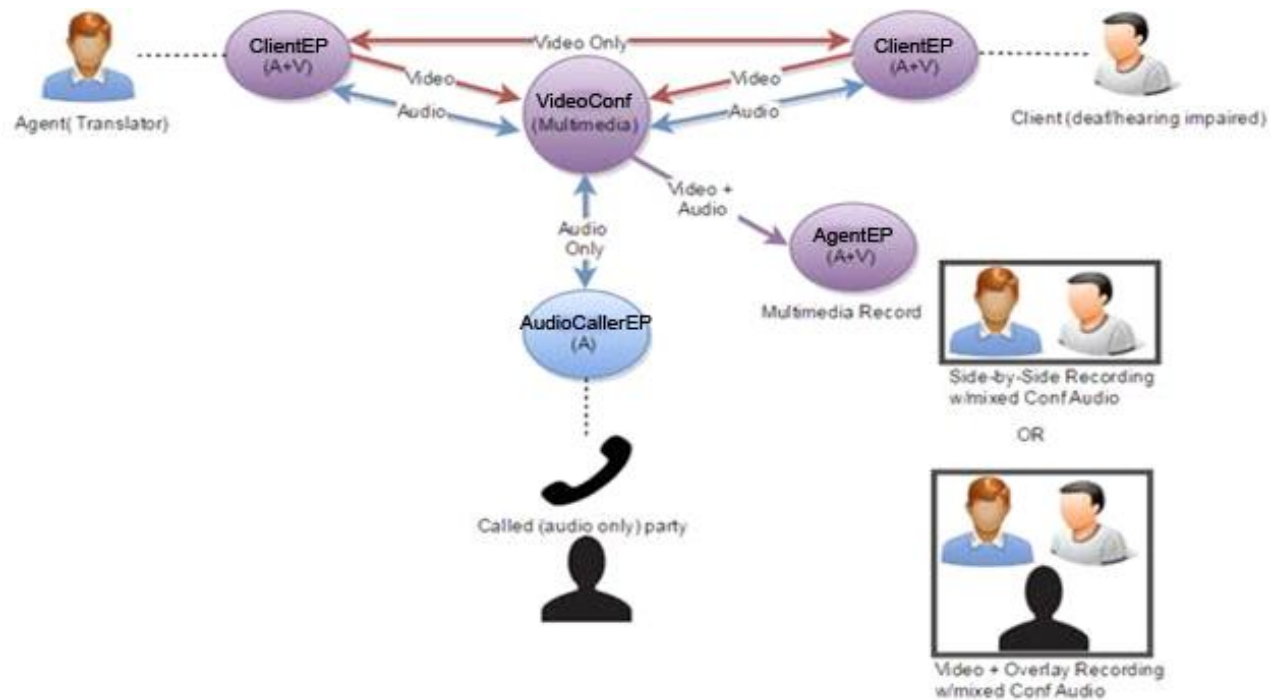 ClientEP
(A+V)
Video Only
ClientEP
(A+V)
Video
Video
VideoConf
(Multimedia)
Audio
Audio
Agent( Translator)
Client (deaf/hearing impaired)
Video +
Audio
Audio
Only
AgentEP
(A+V)
Multimedia Record
AudioCallerEP
(A)
Side-by-Side Recording
w/mixed Conf Audio
OR
Called (audio only) party
Video + Overlay Recording
w/mixed Conf Audio